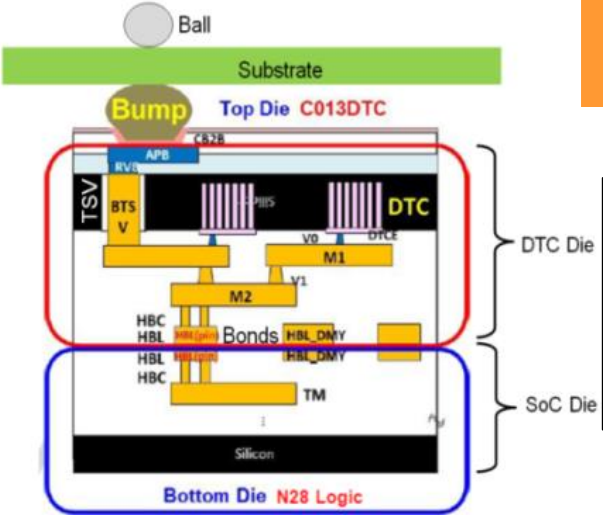 Ball
Substrate
Bump
Top Die C013DTC
CB2B
APB
RVB
TSV
BTS
V
DTC
V0
DTCE
M1
DTC Die
V1
M2
HBC
HBL
Bonds
HBL_DMY
HBL
HBL_DMY
HBC
TM
SoC Die
Silicon
Bottom Die N28 Logic